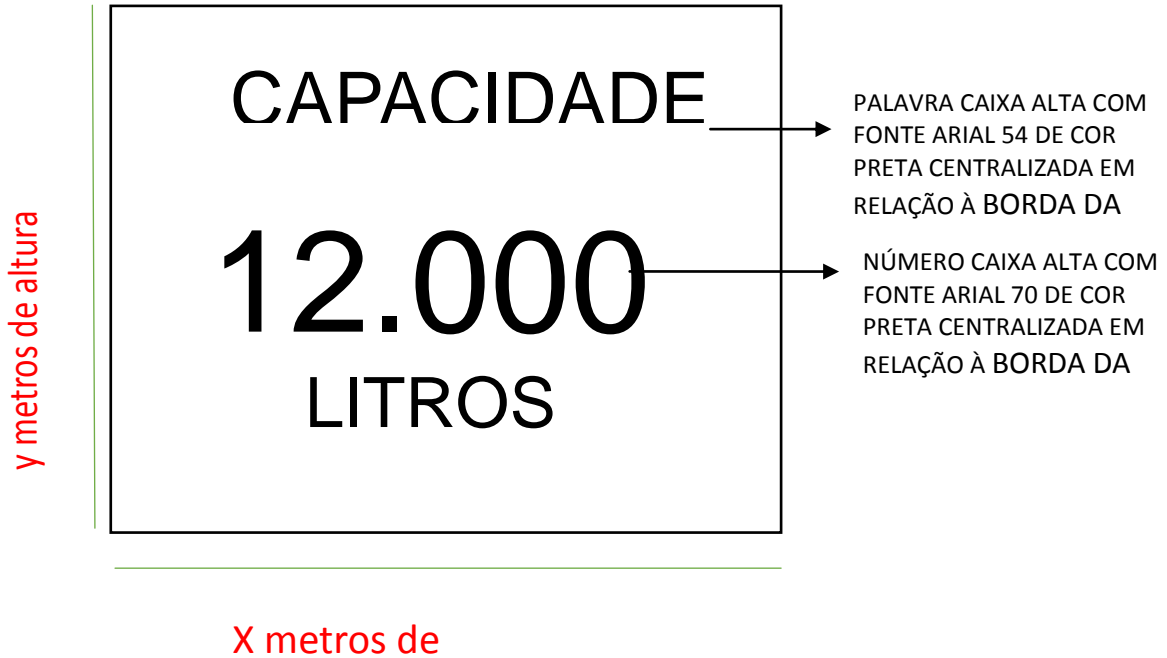 CAPACIDADE
PALAVRA CAIXA ALTA COM
FONTE ARIAL 54 DE COR
PRETA CENTRALIZADA EM
RELAÇÃO À BORDA DA
12.000
NÚMERO CAIXA ALTA COM
FONTE ARIAL 70 DE COR
PRETA CENTRALIZADA EM
RELAÇÃO À BORDA DA
LITROS
y metros de altura
X metros de